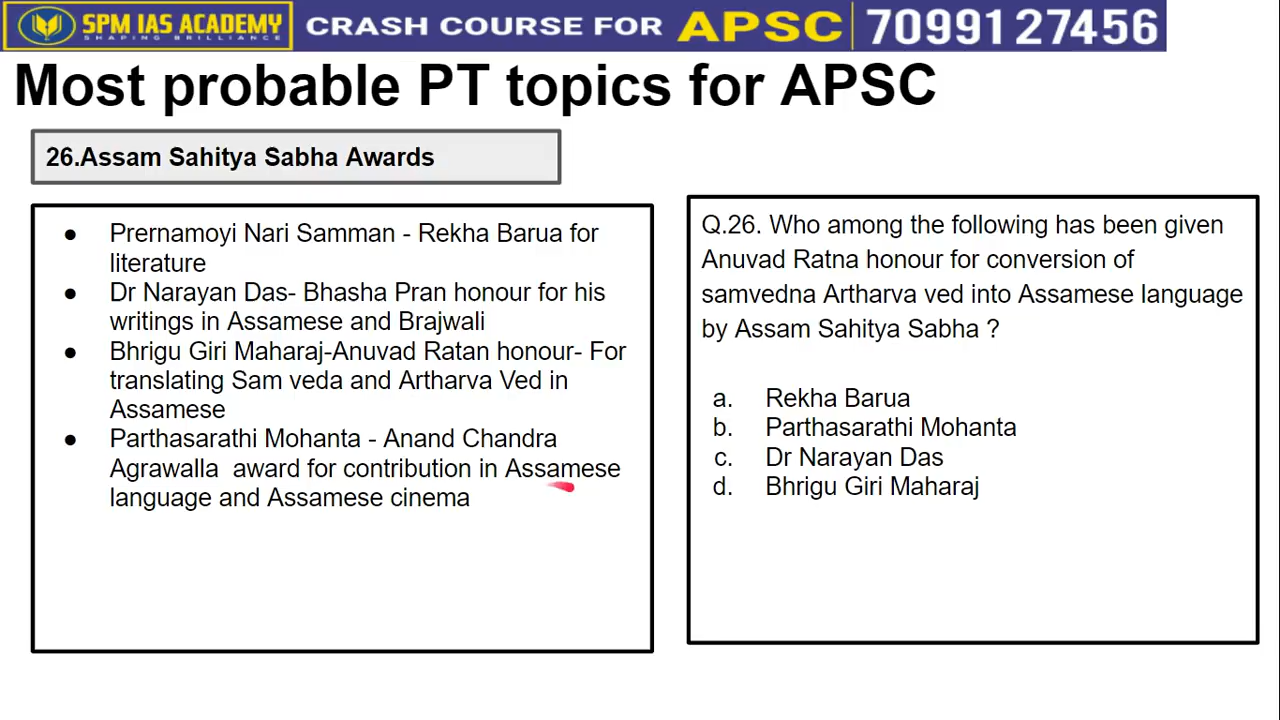 SPM IAS ACADEMY
SHAPING BRILLIANCE
CRASH COURSE FOR APSC 70991 27456
Most probable PT topics for APSC
26.Assam Sahitya Sabha Awards
● Prernamoyi Nari Samman - Rekha Barua for
literature
● Dr Narayan Das- Bhasha Pran honour for his
writings in Assamese and Brajwali
● Bhrigu Giri Maharaj-Anuvad Ratan honour- For
translating Sam veda and Artharva Ved in
Assamese
● Parthasarathi Mohanta - Anand Chandra
Agrawalla award for contribution in Assamese
language and Assamese cinema
Q.26. Who among the following has been given
Anuvad Ratna honour for conversion of
samvedna Artharva ved into Assamese language
by Assam Sahitya Sabha ?
a. Rekha Barua
b. Parthasarathi Mohanta
c. Dr Narayan Das
d. Bhrigu Giri Maharaj